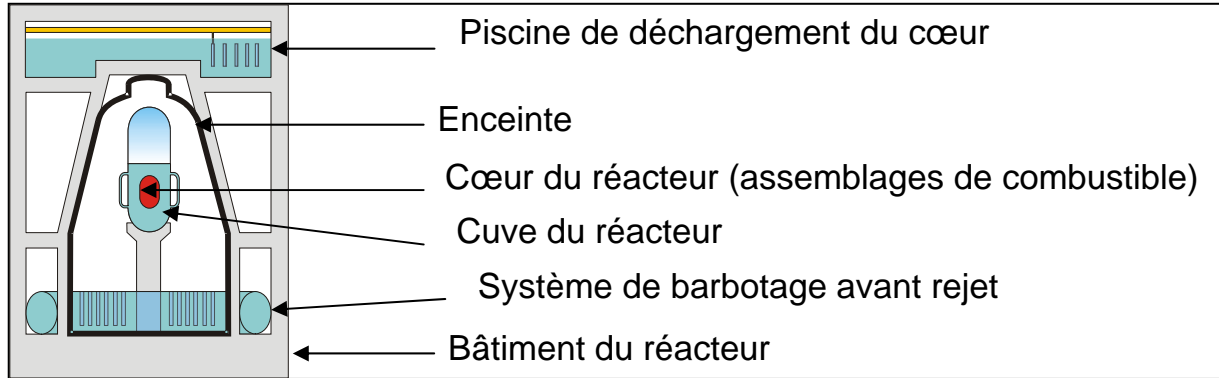 Piscine de déchargement du cœur
Enceinte
Cœur du réacteur (assemblages de combustible)
Cuve du réacteur
Système de barbotage avant rejet
Bâtiment du réacteur